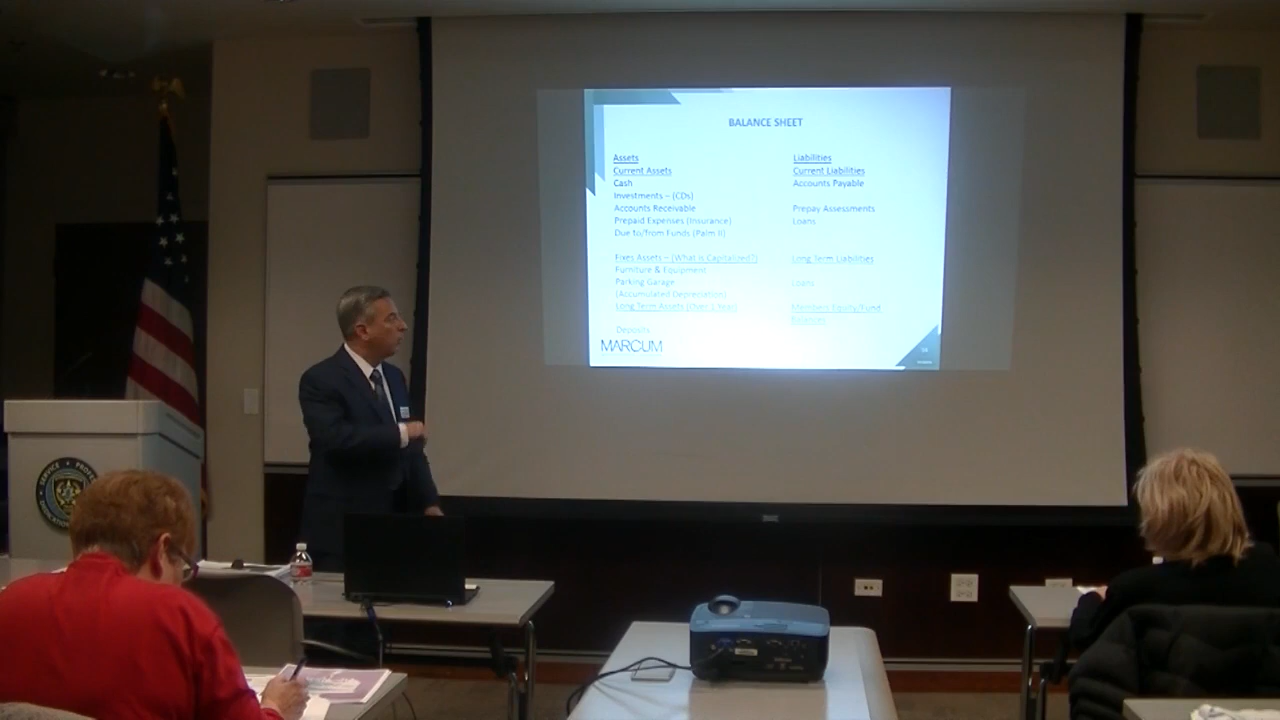 BALANCE SHEET
Assets
Current Assets
Cash
Investments – (CDs)
Accounts Receivable
Prepaid Expenses (Insurance)
Due to/from Funds (Palm II)
Fixes Assets – (What is Capitalized?)
Furniture & Equipment
Parking Garage
(Accumulated Depreciation)
Long Term Assets (Over 1 Year)
Deposits
Liabilities
Current Liabilities
Accounts Payable
Prepay Assessments
Loans
Long Term Liabilities
Loans
Members Equity/Fund
Balances
MARCUM
SERVICE